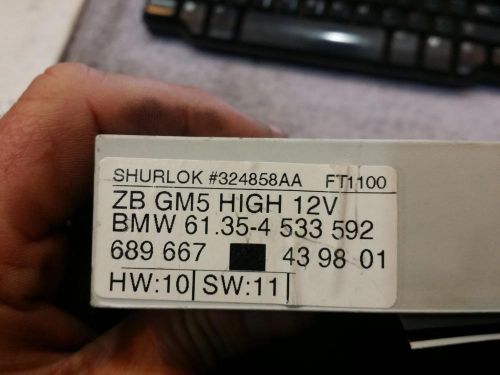 SHURLOK #324858AA FT1100
ZB GM5 HIGH 12V
BMW 61.35-4 533 592
689 667 43 98 01
HW:10 SW:11